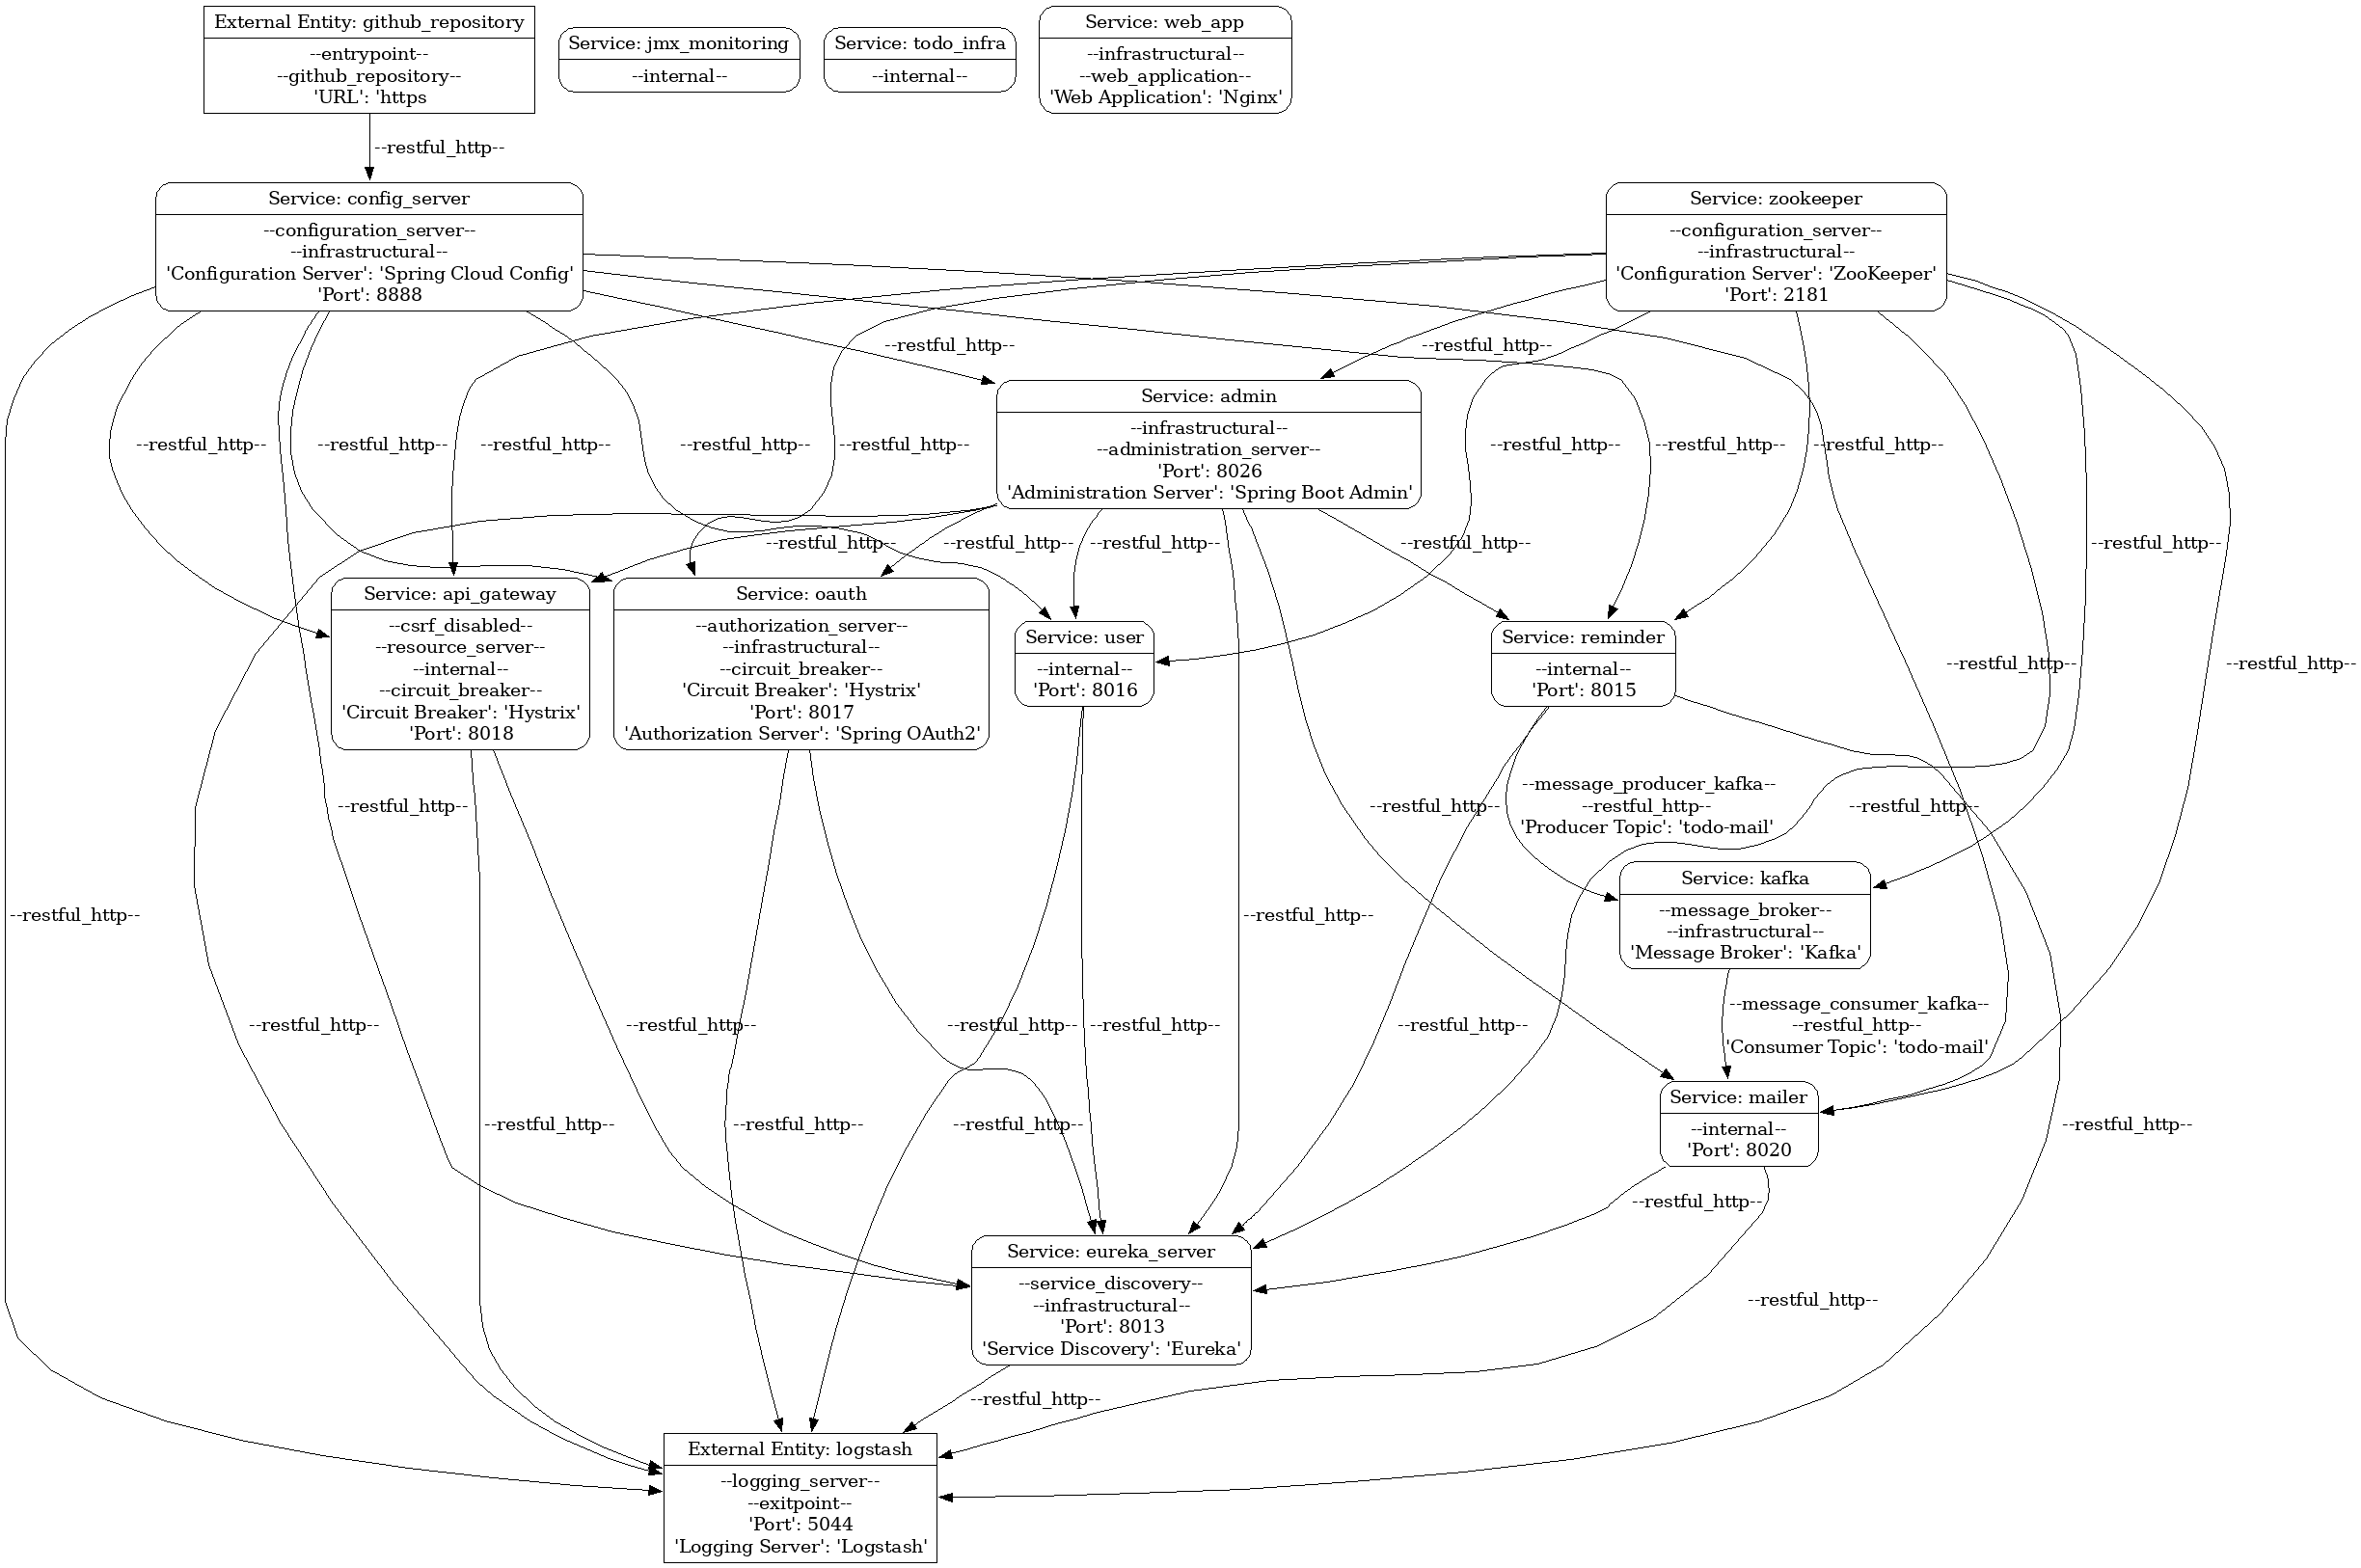 External Entity: github_repository
--entrypoint--
--github_repository--
'URL': 'https
Service: jmx_monitoring
--internal--
Service: todo_infra
--internal--
Service: web_app
--infrastructural--
--web_application--
'Web Application': 'Nginx'
--restful_http--
Service: config_server
--configuration_server--
--infrastructural--
'Configuration Server': 'Spring Cloud Config'
'Port': 8888
Service: zookeeper
--configuration_server--
--infrastructural--
'Configuration Server': 'ZooKeeper'
'Port': 2181
--restful_http--
--restful_http--
Service: admin
--infrastructural--
--administration_server--
'Port': 8026
'Administration Server': 'Spring Boot Admin'
--restful_http--
--restful_http--
--restful_http--
--restful_http--
--restful_http--
--restful_http--
--restful_http--
--restful_http--
--restful_http--
--restful_http--
--restful_http--
--restful_http--
--restful_http--
Service: api_gateway
--csrf_disabled--
--resource_server--
--internal--
--circuit_breaker--
'Circuit Breaker': 'Hystrix'
'Port': 8018
Service: oauth
--authorization_server--
--infrastructural--
--circuit_breaker--
'Circuit Breaker': 'Hystrix'
'Port': 8017
'Authorization Server': 'Spring OAuth2'
Service: user
--internal--
'Port': 8016
Service: reminder
--internal--
'Port': 8015
--restful_http--
--restful_http--
--restful_http--
--restful_http--
--message_producer_kafka--
--restful_http--
'Producer Topic': 'todo-mail'
--restful_http--
Service: kafka
--message_broker--
--infrastructural--
'Message Broker': 'Kafka'
--restful_http--
--restful_http--
--restful_http--
--restful_http--
--restful_http--
--restful_http--
--restful_http--
--message_consumer_kafka--
--restful_http--
'Consumer Topic': 'todo-mail'
Service: mailer
--internal--
'Port': 8020
--restful_http--
--restful_http--
--restful_http--
--restful_http--
--restful_http--
Service: eureka_server
--service_discovery--
--infrastructural--
'Port': 8013
'Service Discovery': 'Eureka'
--restful_http--
--restful_http--
External Entity: logstash
--logging_server--
--exitpoint--
'Port': 5044
'Logging Server': 'Logstash'